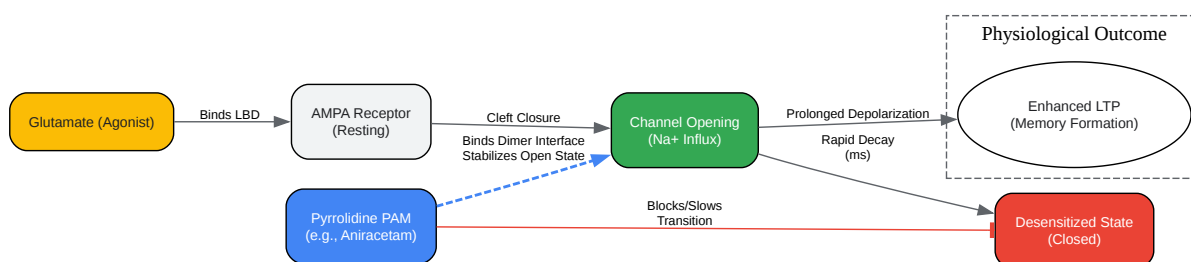 Physiological Outcome
Glutamate (Agonist)
Binds LBD
AMPA Receptor
(Resting)
Cleft Closure
Binds Dimer Interface
Stabilizes Open State
Channel Opening
(Na+ Influx)
Prolonged Depolarization
Rapid Decay
(ms)
Enhanced LTP
(Memory Formation)
Pyrrolidine PAM
(e.g., Aniracetam)
Blocks/Slows
Transition
Desensitized State
(Closed)